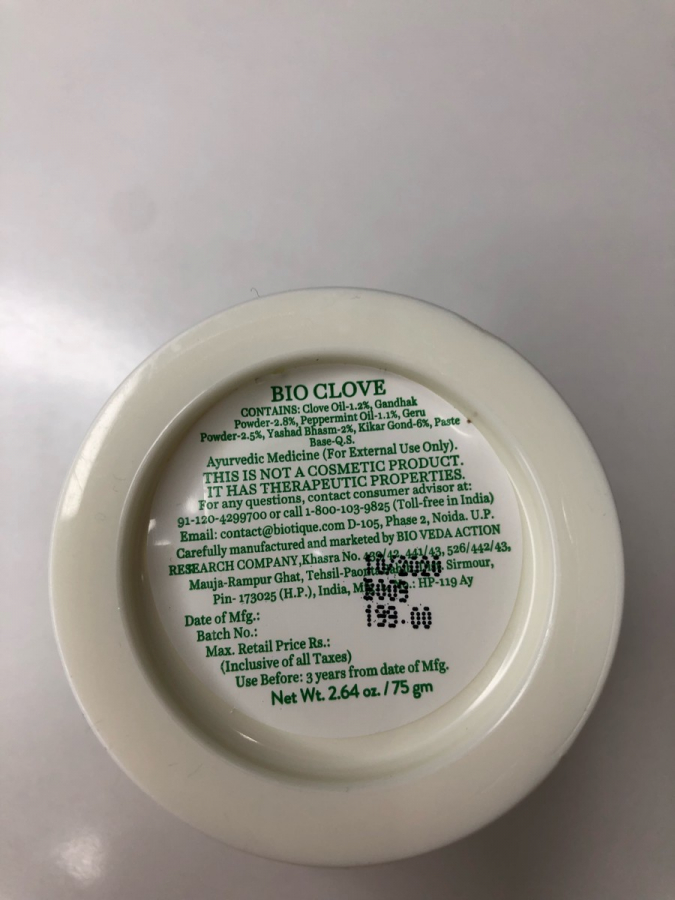 BIO CLOVE
CONTAINS: Clove Oil-1.2%, Gandhak
Powder-2.8%, Peppermint Oil-1.1%, Geru
Powder-2.5%, Yashad Bhasm-2%, Kikar Gond-6%, Paste
Base-Q.S.
Ayurvedic Medicine (For External Use Only).
THIS IS NOT A COSMETIC PRODUCT.
IT HAS THERAPEUTIC PROPERTIES.
For any questions, contact consumer advisor at:
91-120-4299700 or call 1-800-103-9825 (Toll-free in India)
Email: contact@biotique.com D-105, Phase 2, Noida. U.P.
Carefully manufactured and marketed by BIO VEDA ACTION
RESEARCH COMPANY,Khasra No. 441/43, 526/442/43,
Mauja-Rampur Ghat, Sirmour,
Pin- 173025 (H.P.), India, HP-119 Ay
10/2020
B009
199.00
Date of Mfg.:
Batch No.:
Max. Retail Price Rs.:
(Inclusive of all Taxes)
Use Before: 3 years from date of Mfg.
Net Wt. 2.64 oz. / 75 gm